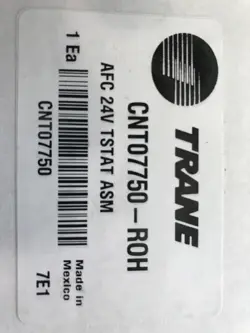 TRANE
CNT07750-ROH
AFC 24V TSTAT ASM
1 Ea
CNT07750
Made in
Mexico
7E1